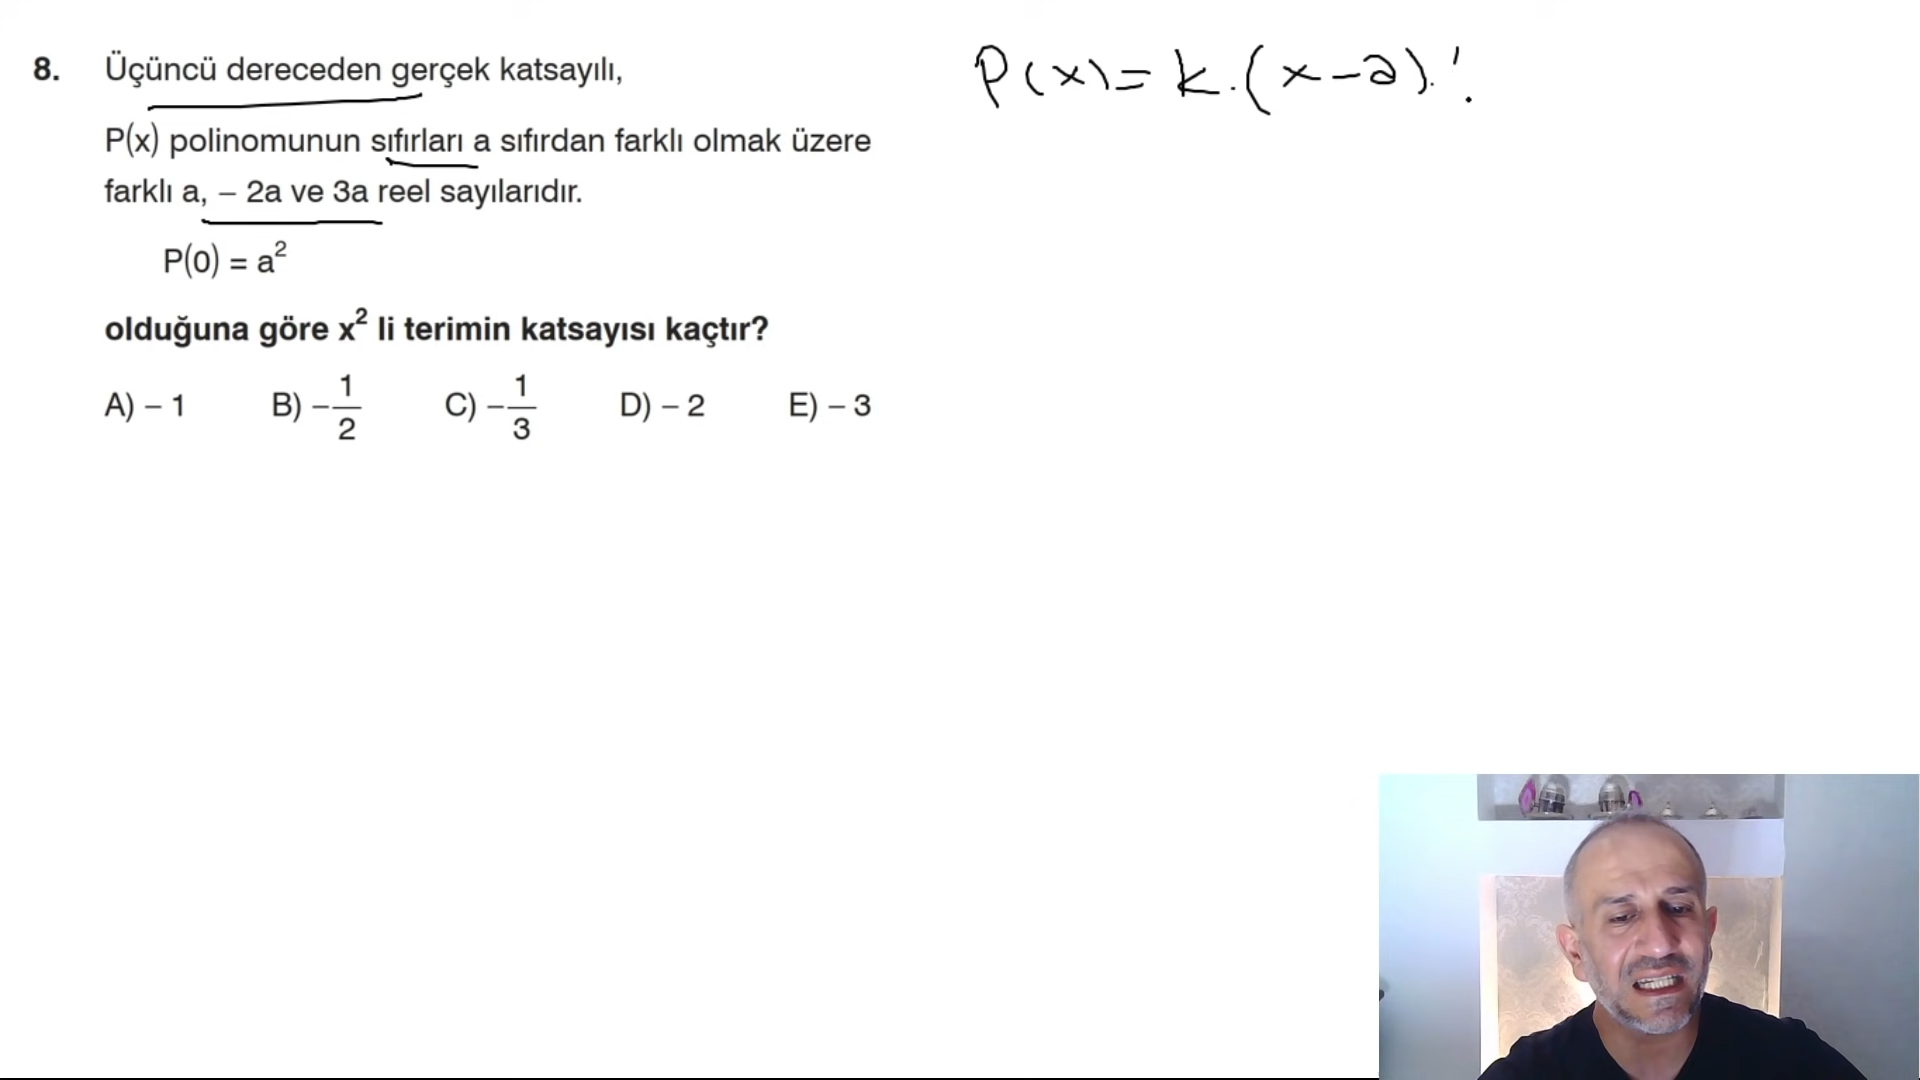 8. Üçüncü dereceden gerçek katsayılı,
P(x) polinomunun sıfırları a sıfırdan farklı olmak üzere
farklı a, – 2a ve 3a reel sayılarıdır.
P(0) = a²
olduğuna göre x² li terimin katsayısı kaçtır?
A) – 1 B) –1/2 C) –1/3 D) – 2 E) – 3
P(x) = k.(x-a).